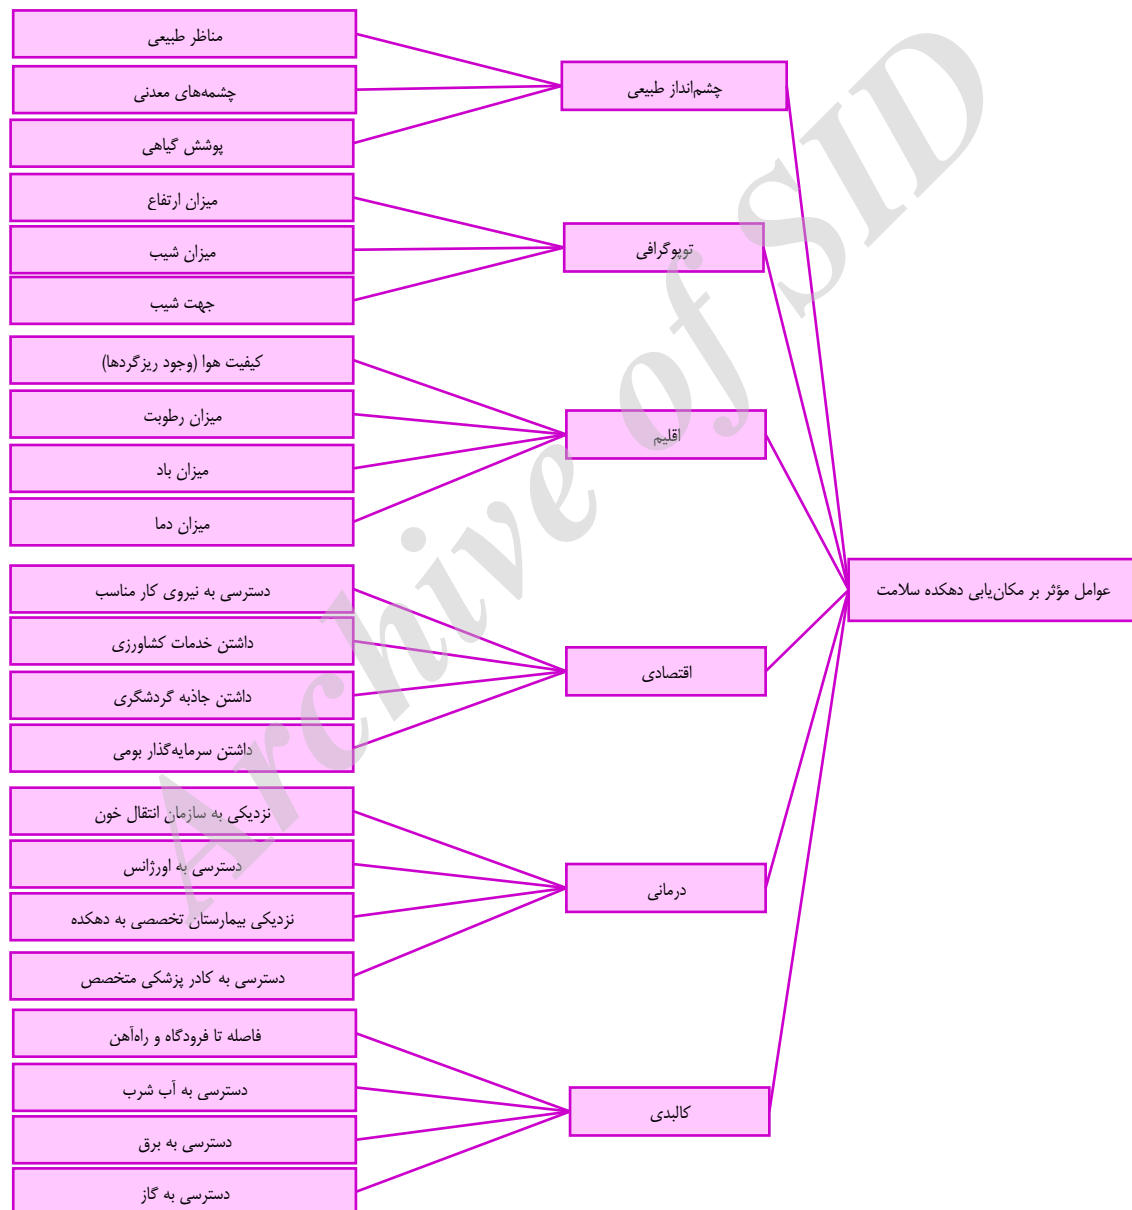 عوامل مؤثر بر مکان‌یابی دهکده سلامت
چشم‌انداز طبیعی
مناظر طبیعی
چشمه‌های معدنی
پوشش گیاهی
توپوگرافی
میزان ارتفاع
میزان شیب
جهت شیب
اقلیم
کیفیت هوا (وجود ریزگردها)
میزان رطوبت
میزان باد
میزان دما
اقتصادی
دسترسی به نیروی کار مناسب
داشتن خدمات کشاورزی
داشتن جاذبه گردشگری
داشتن سرمایه‌گذار بومی
درمانی
نزدیکی به سازمان انتقال خون
دسترسی به اورژانس
نزدیکی بیمارستان تخصصی به دهکده
دسترسی به کادر پزشکی متخصص
کالبدی
فاصله تا فرودگاه و راه‌آهن
دسترسی به آب شرب
دسترسی به برق
دسترسی به گاز
Archive of SID